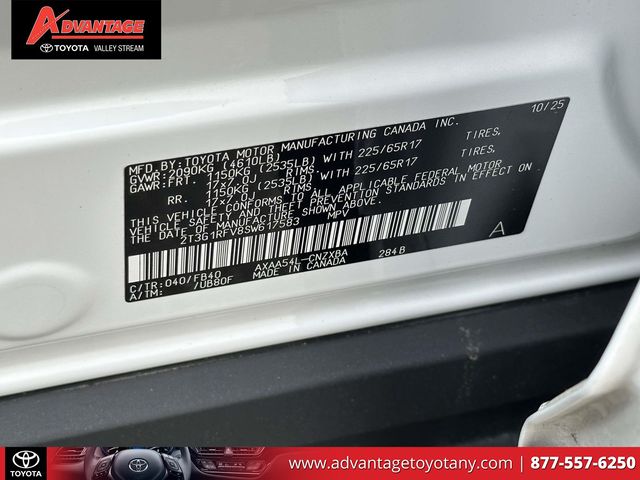 ADVANTAGE
TOYOTA VALLEY STREAM
MFD. BY: TOYOTA MOTOR MANUFACTURING CANADA INC. 10/25
GVWR: 2090KG (4610LB)
GAWR: FRT. 1150KG (2535LB) WITH 225/65R17 TIRES,
17x7.0J RIMS.
RR. 1150KG (2535LB) WITH 225/65R17 TIRES,
17x7.0J RIMS.
THIS VEHICLE CONFORMS TO ALL APPLICABLE FEDERAL MOTOR
VEHICLE SAFETY AND THEFT PREVENTION STANDARDS IN EFFECT ON
THE DATE OF MANUFACTURE SHOWN ABOVE.
2T3G1RFV8SW617583 MPV
A
C/TR: 040/FB40 AXAA54L-CNZXBA 284B
A/TM: /UB80F MADE IN CANADA
TOYOTA
www.advantagetoyotany.com 877-557-6250